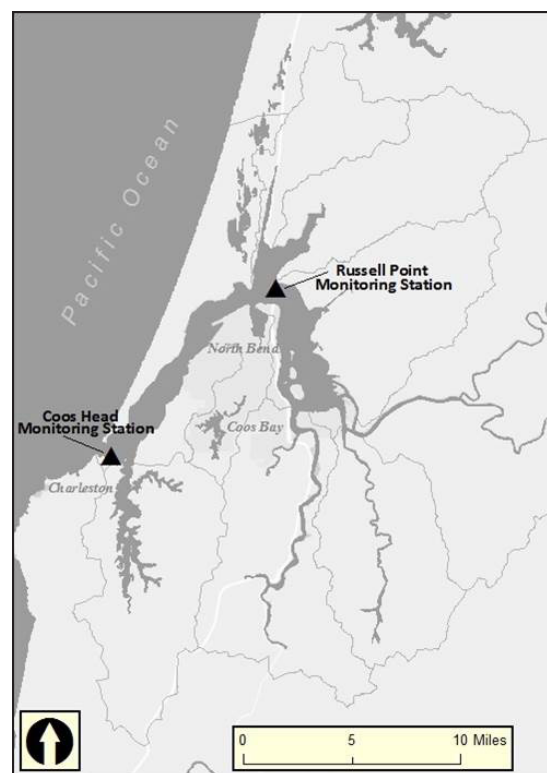 Pacific Ocean
Russell Point
Monitoring Station
North Bend
Coos Head
Monitoring Station
Coos Bay
Charleston
0 5 10 Miles